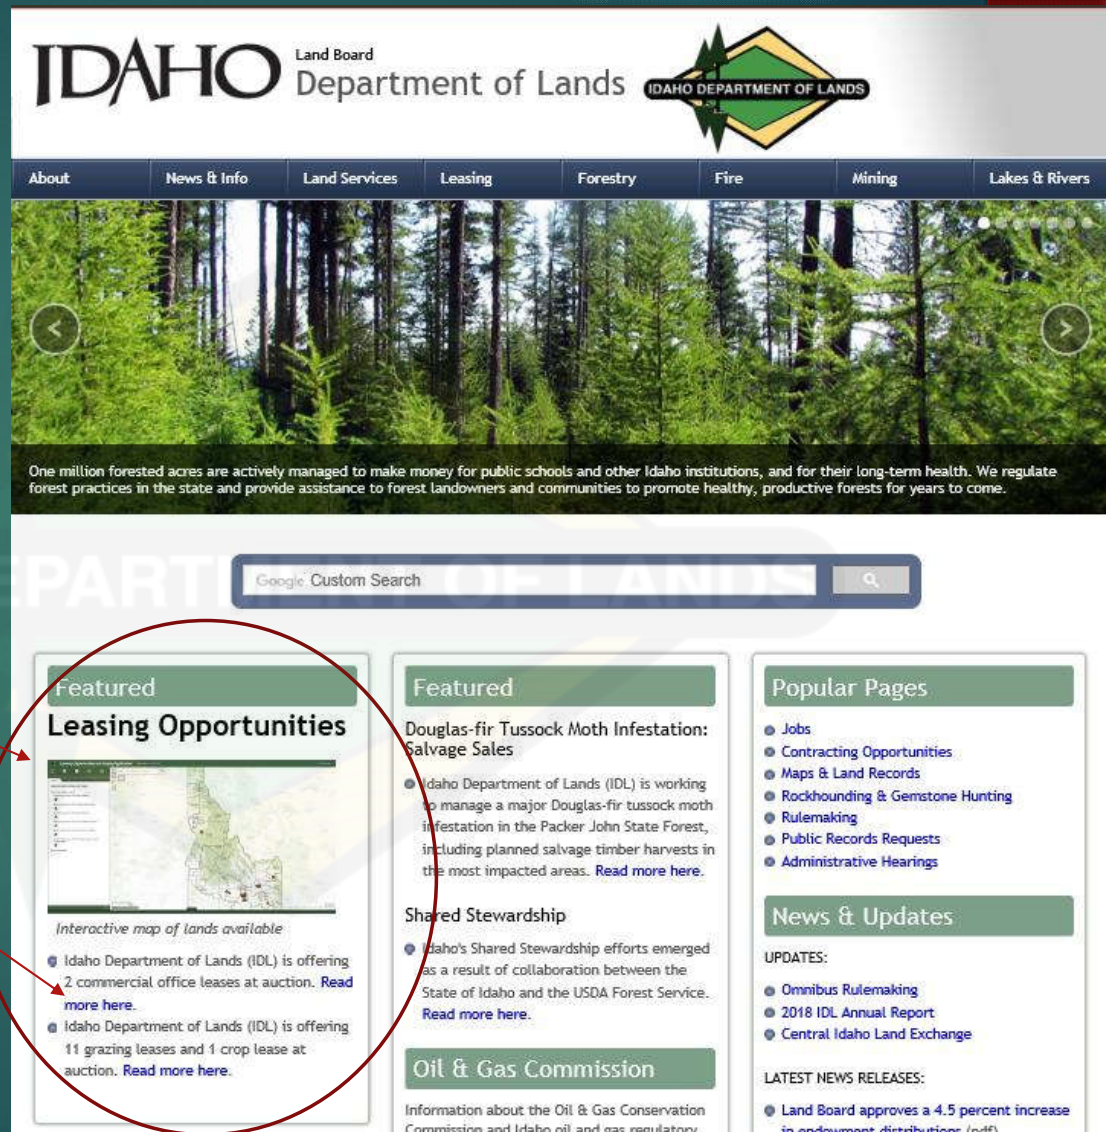 IDAHO
Land Board
Department of Lands
IDAHO DEPARTMENT OF LANDS
About News & Info Land Services Leasing Forestry Fire Mining Lakes & Rivers
One million forested acres are actively managed to make money for public schools and other Idaho institutions, and for their long-term health. We regulate
forest practices in the state and provide assistance to forest landowners and communities to promote healthy, productive forests for years to come.
Google Custom Search
Featured
Leasing Opportunities
Interactive map of lands available
Idaho Department of Lands (IDL) is offering
2 commercial office leases at auction. Read
more here.
Idaho Department of Lands (IDL) is offering
11 grazing leases and 1 crop lease at
auction. Read more here.
Featured
Douglas-fir Tussock Moth Infestation:
Salvage Sales
Idaho Department of Lands (IDL) is working
to manage a major Douglas-fir tussock moth
infestation in the Packer John State Forest,
including planned salvage timber harvests in
the most impacted areas. Read more here.
Shared Stewardship
Idaho's Shared Stewardship efforts emerged
as a result of collaboration between the
State of Idaho and the USDA Forest Service.
Read more here.
Oil & Gas Commission
Information about the Oil & Gas Conservation
Commission and Idaho oil and gas regulatory
Popular Pages
Jobs
Contracting Opportunities
Maps & Land Records
Rockhounding & Gemstone Hunting
Rulemaking
Public Records Requests
Administrative Hearings
News & Updates
UPDATES:
Omnibus Rulemaking
2018 IDL Annual Report
Central Idaho Land Exchange
LATEST NEWS RELEASES:
Land Board approves a 4.5 percent increase
in endowment distributions (pdf)